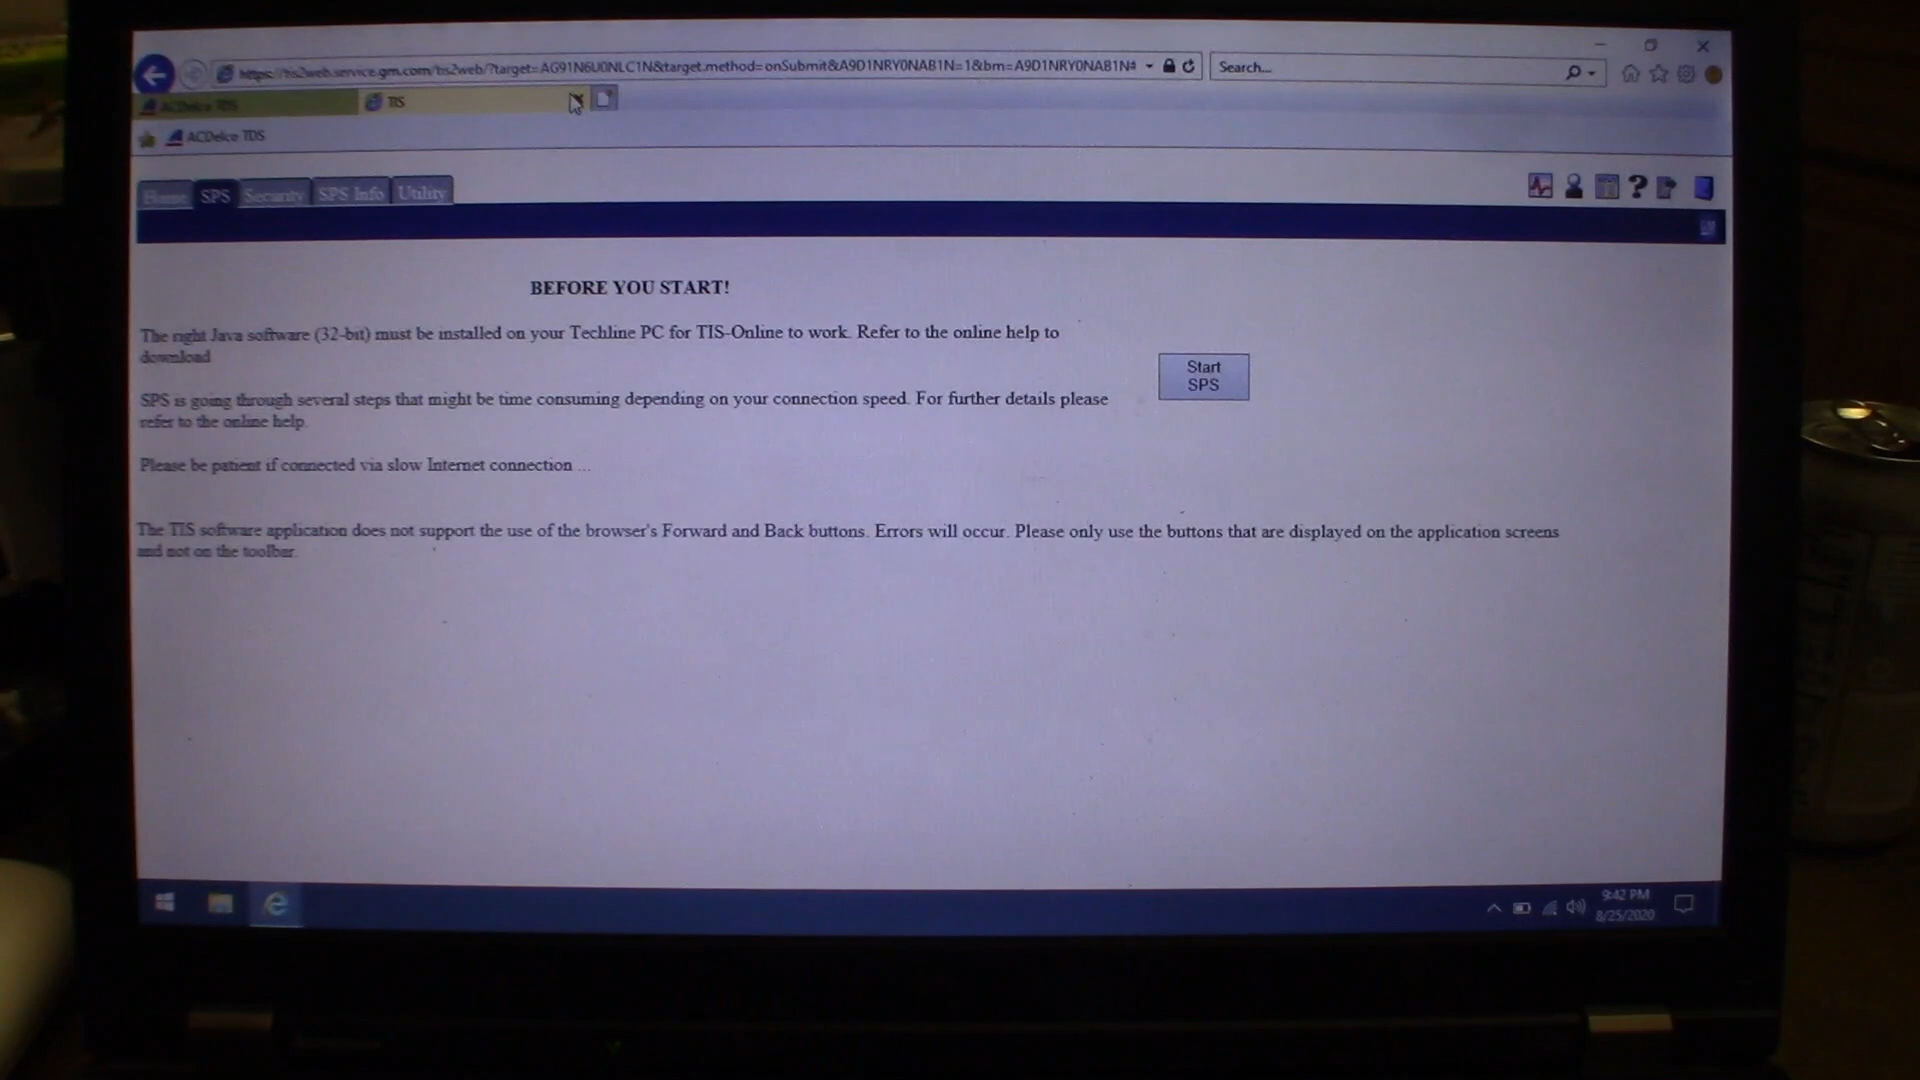 https://tis2web.service.gm.com/tis2web/?target=AG91N6U0NLC1N&target.method=onSubmit&A9D1NRY0NAB1N=1&bm=A9D1NRY0NAB1N#
Search...
ACDelco TDS
TIS
ACDelco TDS
Home SPS Security SPS Info Utility
BEFORE YOU START!
The right Java software (32-bit) must be installed on your Techline PC for TIS-Online to work. Refer to the online help to
download
Start
SPS
SPS is going through several steps that might be time consuming depending on your connection speed. For further details please
refer to the online help.
Please be patient if connected via slow Internet connection ...
The TIS software application does not support the use of the browser's Forward and Back buttons. Errors will occur. Please only use the buttons that are displayed on the application screens
and not on the toolbar.
9:42 PM
8/25/2020